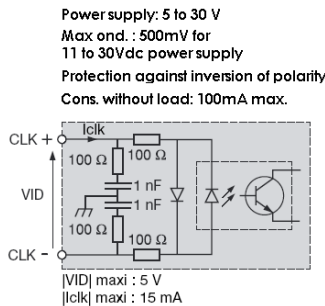 Power supply: 5 to 30 V
Max ond. : 500mV for
11 to 30Vdc power supply
Protection against inversion of polarity
Cons. without load: 100mA max.
CLK +
Iclk
100 Ω
100 Ω
1 nF
VID
1 nF
100 Ω
100 Ω
CLK -
|VID| maxi : 5 V
|Iclk| maxi : 15 mA